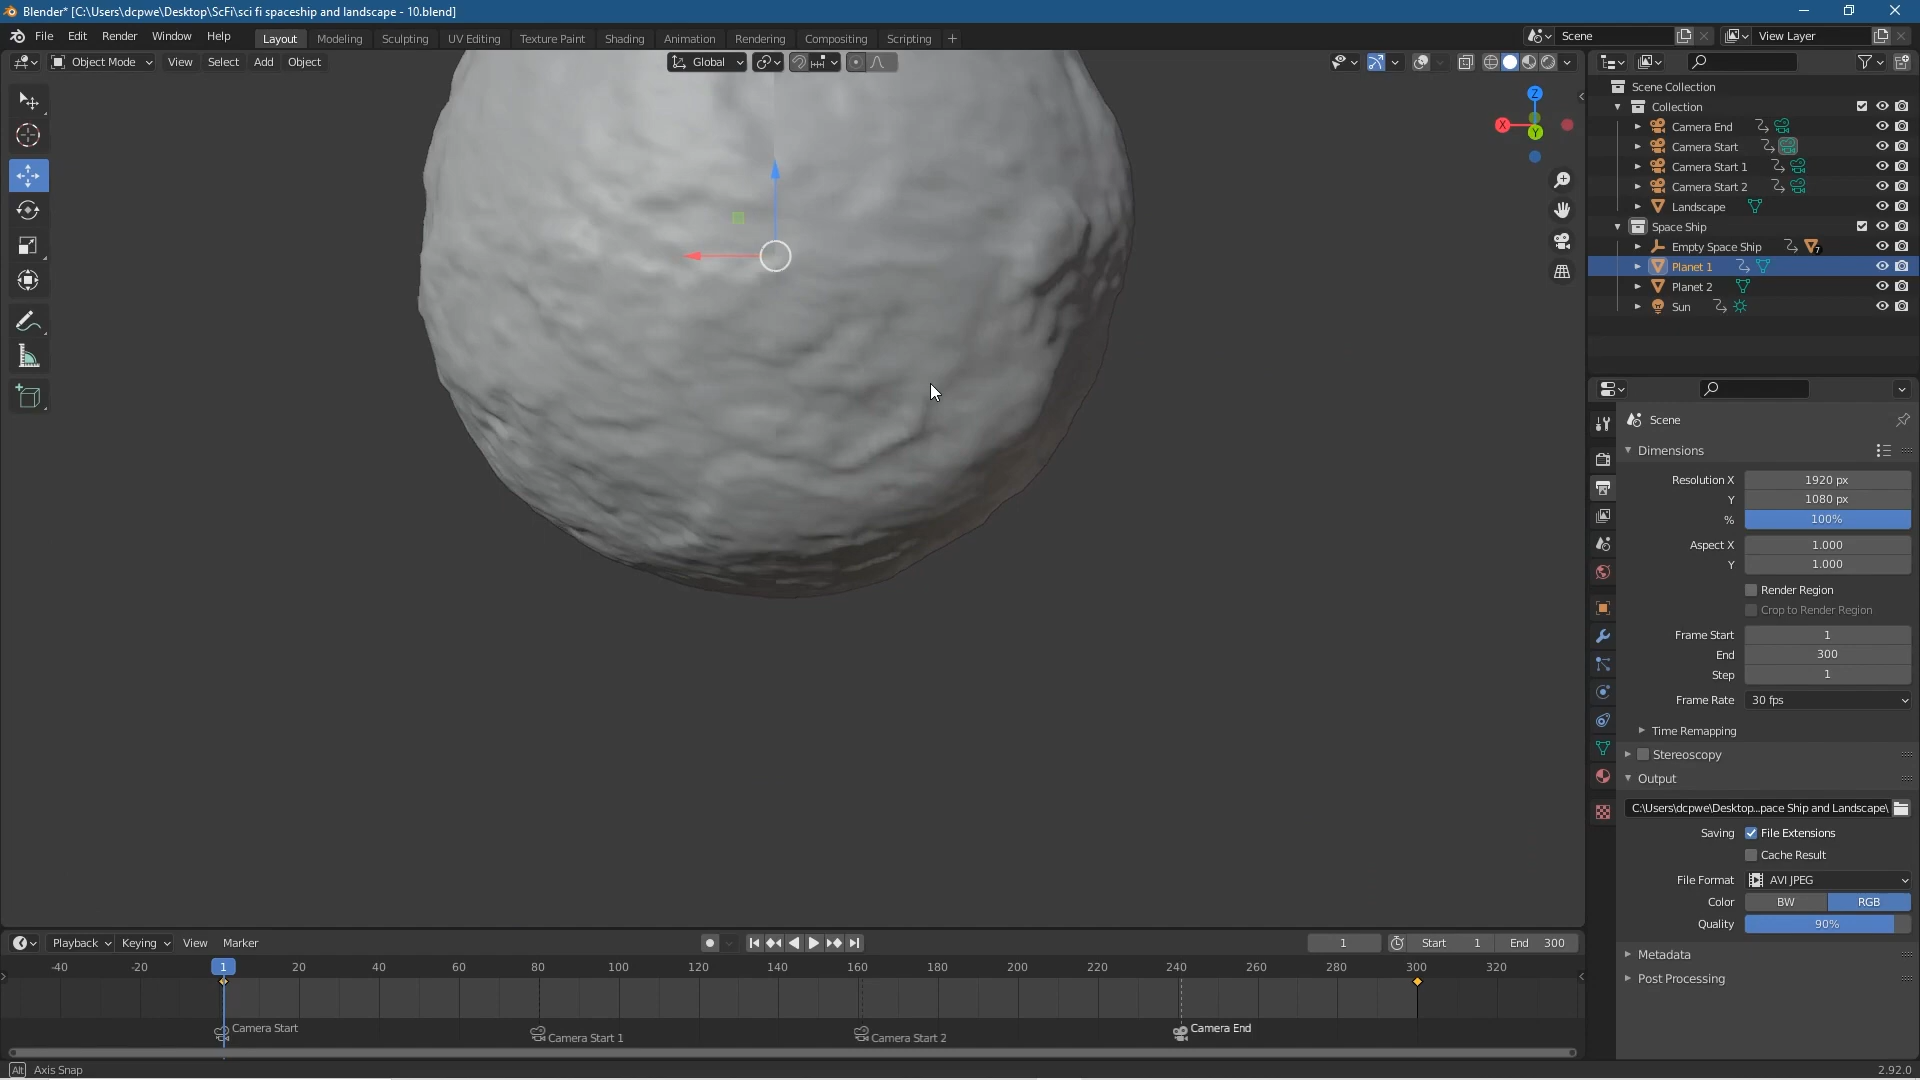 Blender* [C:\Users\dcpwe\Desktop\ScFi\sci fi spaceship and landscape - 10.blend]
File Edit Render Window Help Layout Modeling Sculpting UV Editing Texture Paint Shading Animation Rendering Compositing Scripting + Scene View Layer
Object Mode View Select Add Object Global
Scene Collection
Collection
Camera End
Camera Start
Camera Start 1
Camera Start 2
Landscape
Space Ship
Empty Space Ship 7
Planet 1
Planet 2
Sun
Z
X
Y
Scene
Dimensions
Resolution X 1920 px
Y 1080 px
% 100%
Aspect X 1.000
Y 1.000
Render Region
Crop to Render Region
Frame Start 1
End 300
Step 1
Frame Rate 30 fps
Time Remapping
Stereoscopy
Output
C:\Users\dcpwe\Desktop...pace Ship and Landscape\
Saving File Extensions
Cache Result
File Format AVI JPEG
Color BW RGB
Quality 90%
Metadata
Post Processing
Playback Keying View Marker 1 Start 1 End 300
-40 -20 1 20 40 60 80 100 120 140 160 180 200 220 240 260 280 300 320
Camera Start Camera Start 1 Camera Start 2 Camera End
Alt Axis Snap 2.92.0